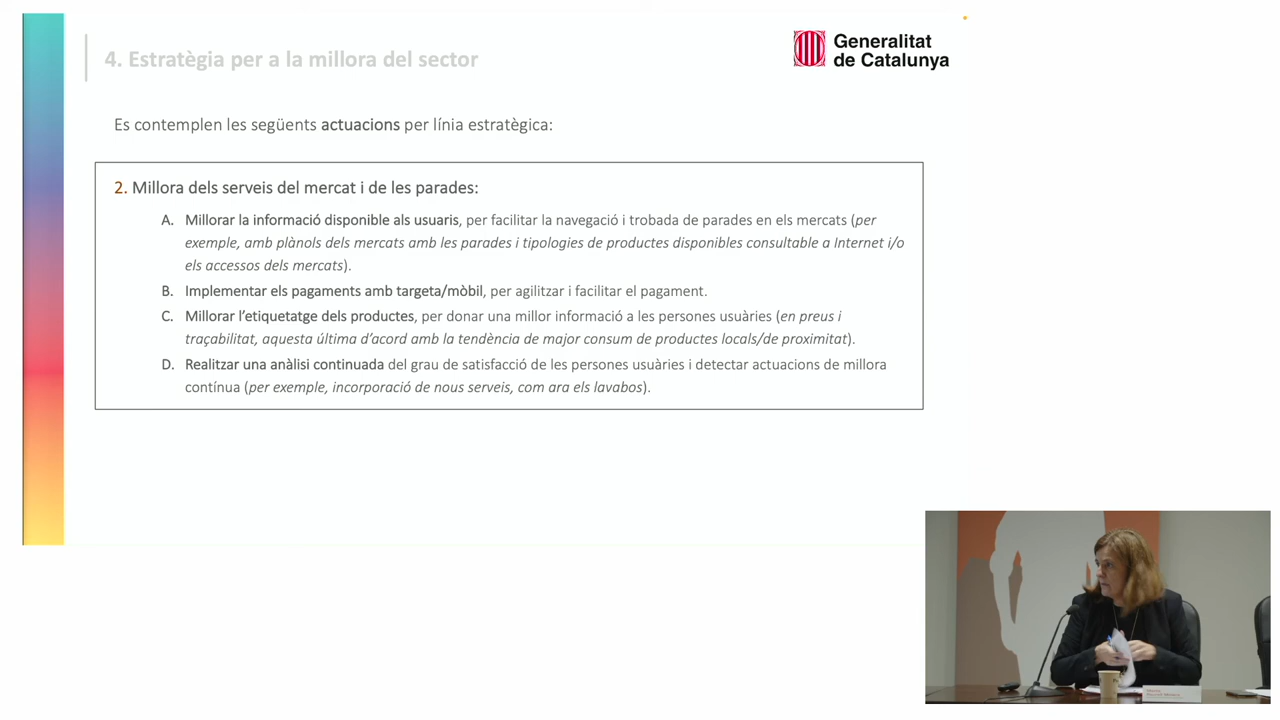 4. Estratègia per a la millora del sector
Generalitat
de Catalunya
Es contemplen les següents actuacions per línia estratègica:
2. Millora dels serveis del mercat i de les parades:
A. Millorar la informació disponible als usuaris, per facilitar la navegació i trobada de parades en els mercats (per
exemple, amb plànols dels mercats amb les parades i tipologies de productes disponibles consultable a Internet i/o
els accessos dels mercats).
B. Implementar els pagaments amb targeta/mòbil, per agilitzar i facilitar el pagament.
C. Millorar l’etiquetatge dels productes, per donar una millor informació a les persones usuàries (en preus i
traçabilitat, aquesta última d’acord amb la tendència de major consum de productes locals/de proximitat).
D. Realitzar una anàlisi continuada del grau de satisfacció de les persones usuàries i detectar actuacions de millora
contínua (per exemple, incorporació de nous serveis, com ara els lavabos).